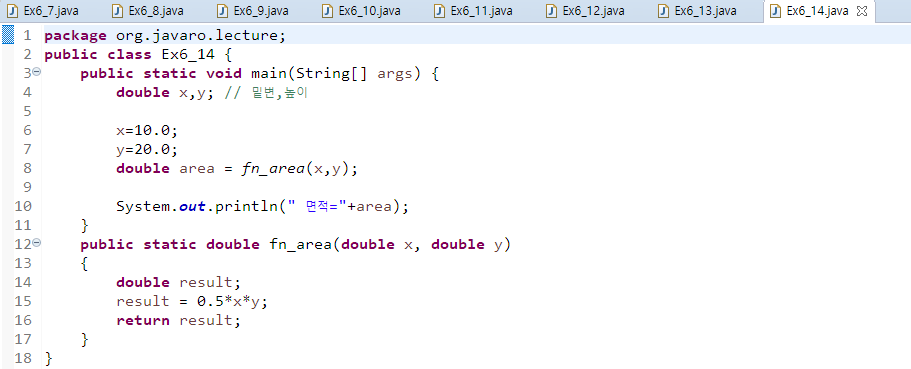 Ex6_7.java Ex6_8.java Ex6_9.java Ex6_10.java Ex6_11.java Ex6_12.java Ex6_13.java Ex6_14.java
1 package org.javaro.lecture;
2 public class Ex6_14 {
3 public static void main(String[] args) {
4 double x,y; // 밑변,높이
5
6 x=10.0;
7 y=20.0;
8 double area = fn_area(x,y);
9
10 System.out.println(" 면적="+area);
11 }
12 public static double fn_area(double x, double y)
13 {
14 double result;
15 result = 0.5*x*y;
16 return result;
17 }
18 }